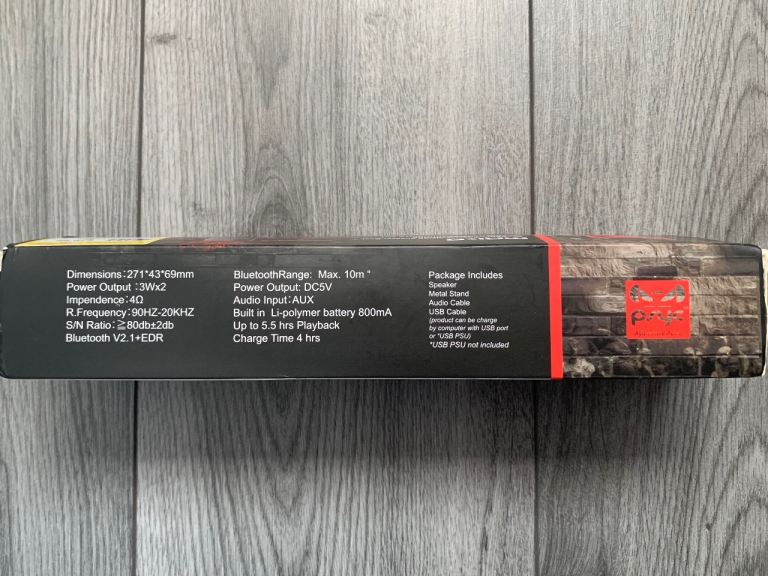 Dimensions:271*43*69mm
Power Output :3Wx2
Impendence:4Ω
R.Frequency:90HZ-20KHZ
S/N Ratio:≧80db±2db
Bluetooth V2.1+EDR
BluetoothRange: Max. 10m "
Power Output: DC5V
Audio Input:AUX
Built in Li-polymer battery 800mA
Up to 5.5 hrs Playback
Charge Time 4 hrs
Package Includes
Speaker
Metal Stand
Audio Cable
USB Cable
(product can be charge
by computer with USB port
or "USB PSU)
*USB PSU not included
psyc